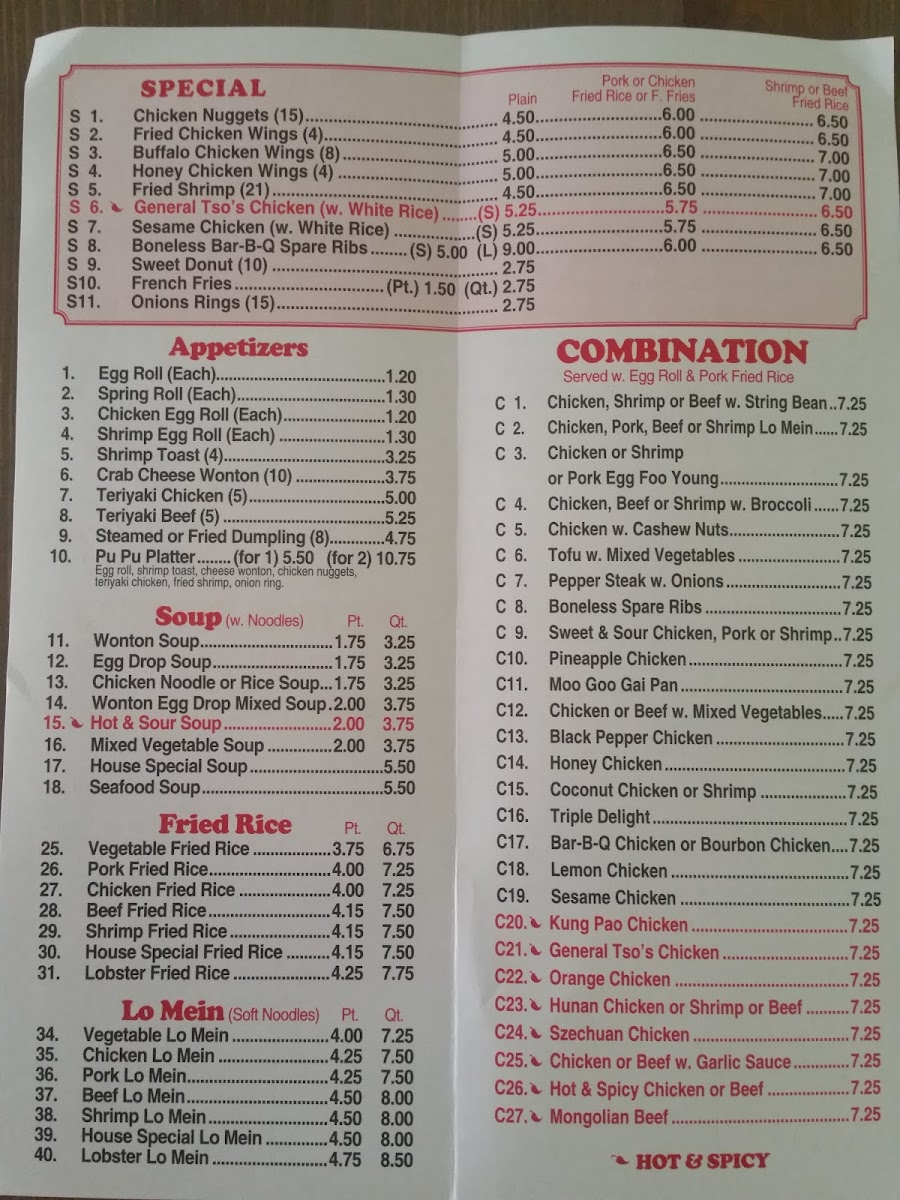 SPECIAL Plain Pork or Chicken Fried Rice or F. Fries Shrimp or Beef Fried Rice
S 1. Chicken Nuggets (15) 4.50 6.00 6.50
S 2. Fried Chicken Wings (4) 4.50 6.00 6.50
S 3. Buffalo Chicken Wings (8) 5.00 6.50 7.00
S 4. Honey Chicken Wings (4) 5.00 6.50 7.00
S 5. Fried Shrimp (21) 4.50 6.50 7.00
S 6. General Tso's Chicken (w. White Rice) (S) 5.25 5.75 6.50
S 7. Sesame Chicken (w. White Rice) (S) 5.25 5.75 6.50
S 8. Boneless Bar-B-Q Spare Ribs (S) 5.00 (L) 9.00 6.00 6.50
S 9. Sweet Donut (10) 2.75
S10. French Fries (Pt.) 1.50 (Qt.) 2.75
S11. Onions Rings (15) 2.75
Appetizers
1. Egg Roll (Each) 1.20
2. Spring Roll (Each) 1.30
3. Chicken Egg Roll (Each) 1.20
4. Shrimp Egg Roll (Each) 1.30
5. Shrimp Toast (4) 3.25
6. Crab Cheese Wonton (10) 3.75
7. Teriyaki Chicken (5) 5.00
8. Teriyaki Beef (5) 5.25
9. Steamed or Fried Dumpling (8) 4.75
10. Pu Pu Platter (for 1) 5.50 (for 2) 10.75
Egg roll, shrimp toast, cheese wonton, chicken nuggets,
teriyaki chicken, fried shrimp, onion ring.
Soup (w. Noodles) Pt. Qt.
11. Wonton Soup 1.75 3.25
12. Egg Drop Soup 1.75 3.25
13. Chicken Noodle or Rice Soup 1.75 3.25
14. Wonton Egg Drop Mixed Soup 2.00 3.75
15. Hot & Sour Soup 2.00 3.75
16. Mixed Vegetable Soup 2.00 3.75
17. House Special Soup 5.50
18. Seafood Soup 5.50
Fried Rice Pt. Qt.
25. Vegetable Fried Rice 3.75 6.75
26. Pork Fried Rice 4.00 7.25
27. Chicken Fried Rice 4.00 7.25
28. Beef Fried Rice 4.15 7.50
29. Shrimp Fried Rice 4.15 7.50
30. House Special Fried Rice 4.15 7.50
31. Lobster Fried Rice 4.25 7.75
Lo Mein (Soft Noodles) Pt. Qt.
34. Vegetable Lo Mein 4.00 7.25
35. Chicken Lo Mein 4.25 7.50
36. Pork Lo Mein 4.25 7.50
37. Beef Lo Mein 4.50 8.00
38. Shrimp Lo Mein 4.50 8.00
39. House Special Lo Mein 4.50 8.00
40. Lobster Lo Mein 4.75 8.50
COMBINATION
Served w. Egg Roll & Pork Fried Rice
C 1. Chicken, Shrimp or Beef w. String Bean 7.25
C 2. Chicken, Pork, Beef or Shrimp Lo Mein 7.25
C 3. Chicken or Shrimp
or Pork Egg Foo Young 7.25
C 4. Chicken, Beef or Shrimp w. Broccoli 7.25
C 5. Chicken w. Cashew Nuts 7.25
C 6. Tofu w. Mixed Vegetables 7.25
C 7. Pepper Steak w. Onions 7.25
C 8. Boneless Spare Ribs 7.25
C 9. Sweet & Sour Chicken, Pork or Shrimp 7.25
C10. Pineapple Chicken 7.25
C11. Moo Goo Gai Pan 7.25
C12. Chicken or Beef w. Mixed Vegetables 7.25
C13. Black Pepper Chicken 7.25
C14. Honey Chicken 7.25
C15. Coconut Chicken or Shrimp 7.25
C16. Triple Delight 7.25
C17. Bar-B-Q Chicken or Bourbon Chicken 7.25
C18. Lemon Chicken 7.25
C19. Sesame Chicken 7.25
C20. Kung Pao Chicken 7.25
C21. General Tso's Chicken 7.25
C22. Orange Chicken 7.25
C23. Hunan Chicken or Shrimp or Beef 7.25
C24. Szechuan Chicken 7.25
C25. Chicken or Beef w. Garlic Sauce 7.25
C26. Hot & Spicy Chicken or Beef 7.25
C27. Mongolian Beef 7.25
HOT & SPICY